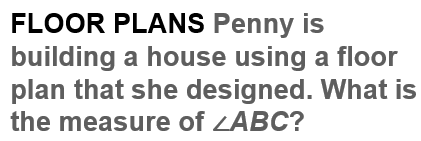 FLOOR PLANS Penny is
building a house using a floor
plan that she designed. What is
the measure of ∠ABC?